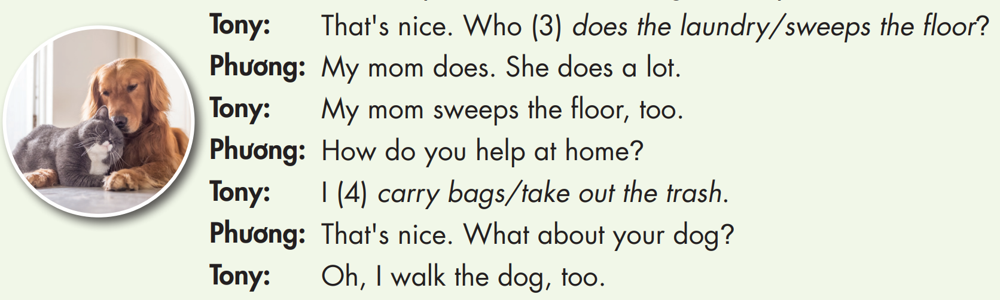 Tony: That's nice. Who (3) does the laundry/sweeps the floor?
Phương: My mom does. She does a lot.
Tony: My mom sweeps the floor, too.
Phương: How do you help at home?
Tony: I (4) carry bags/take out the trash.
Phương: That's nice. What about your dog?
Tony: Oh, I walk the dog, too.